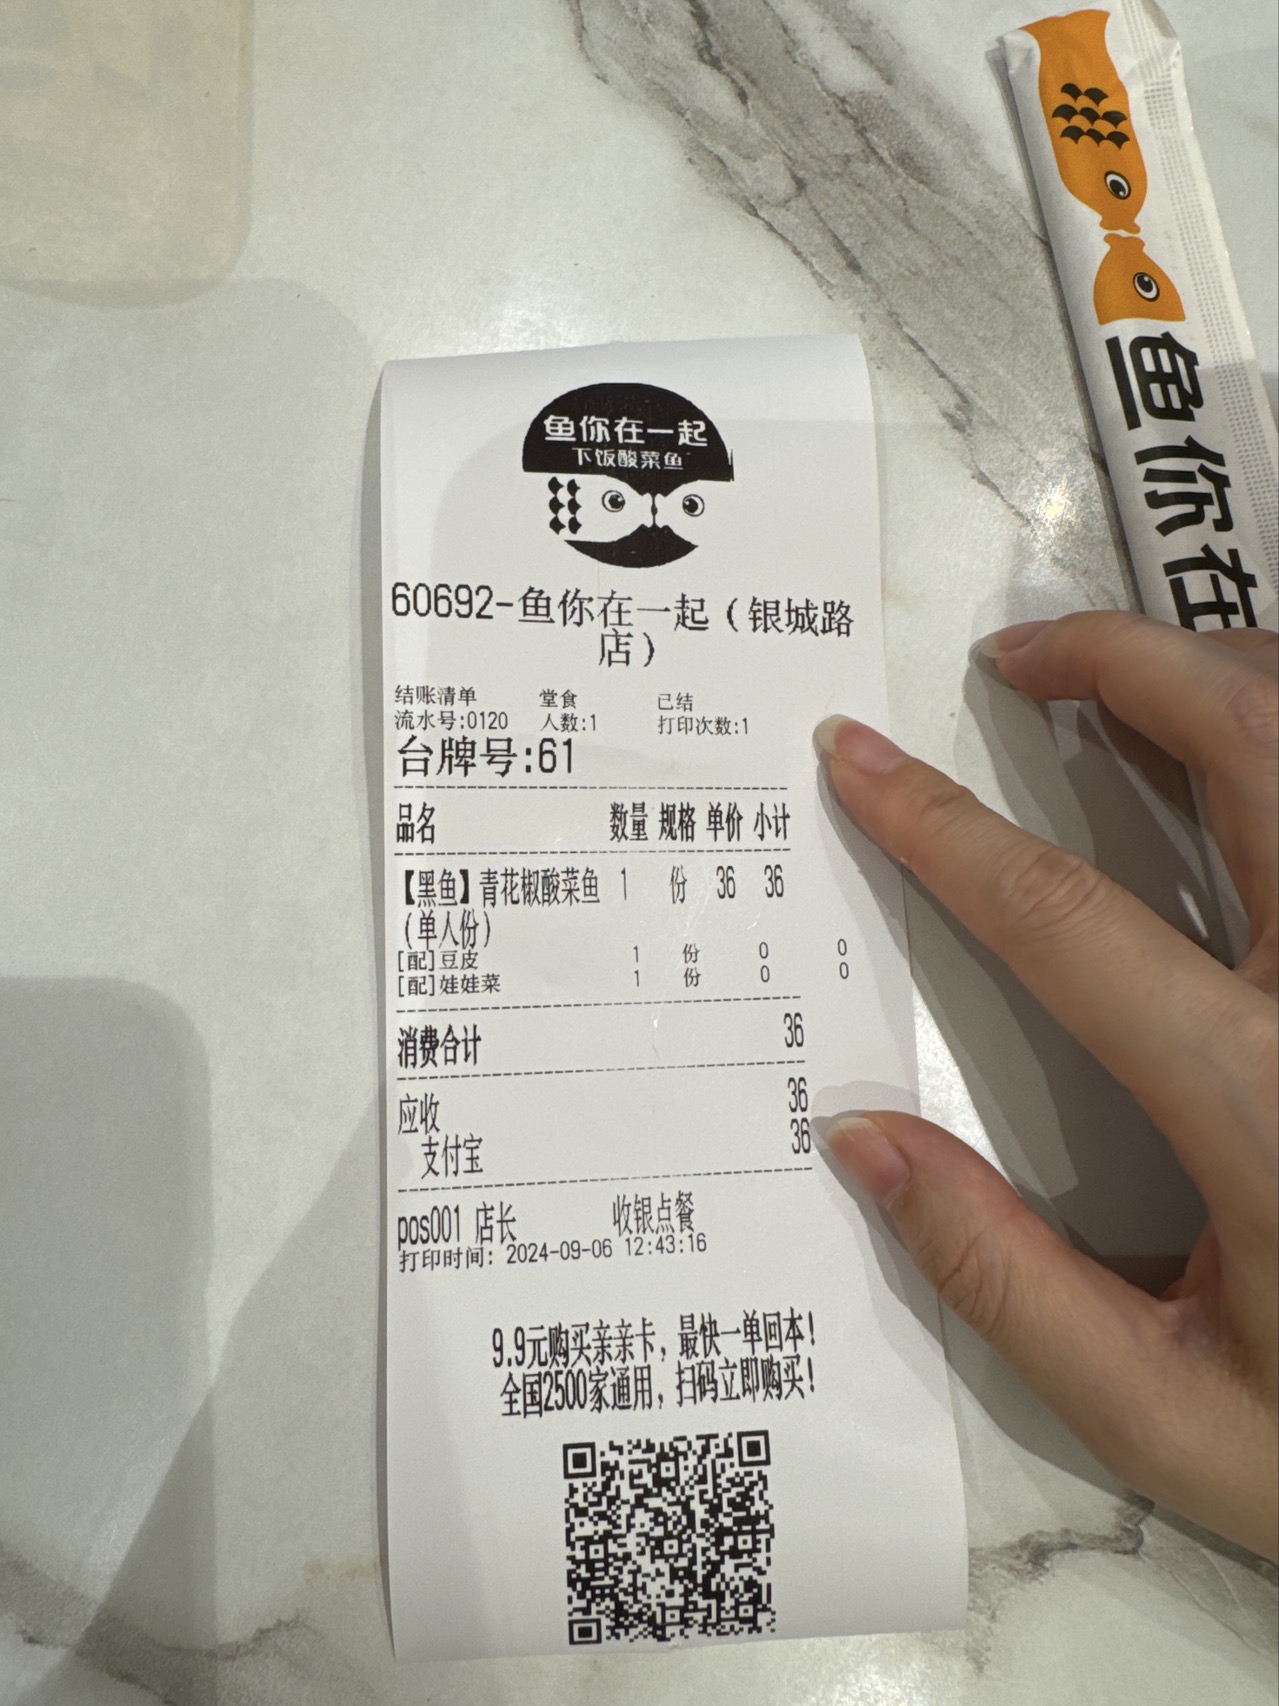 鱼你在一起
下饭酸菜鱼
60692-鱼你在一起（银城路
店）
结账清单 堂食 已结
流水号:0120 人数:1 打印次数:1
台牌号:61
品名 数量 规格 单价 小计
【黑鱼】青花椒酸菜鱼 1 份 36 36
（单人份）
[配]豆皮 1 份 0 0
[配]娃娃菜 1 份 0 0
消费合计 36
应收 36
支付宝 36
pos001 店长 收银点餐
打印时间: 2024-09-06 12:43:16
9.9元购买亲亲卡，最快一单回本！
全国2500家通用，扫码立即购买！
鱼你在